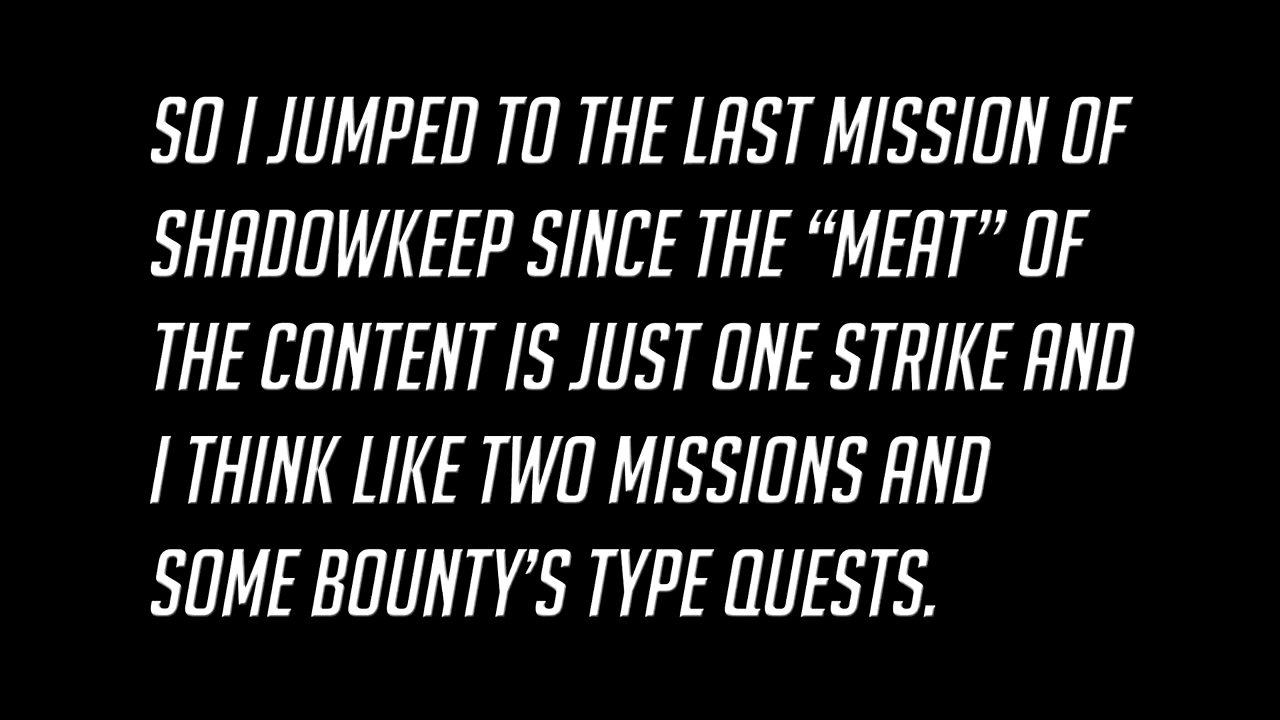 SO I JUMPED TO THE LAST MISSION OF
SHADOWKEEP SINCE THE “MEAT” OF
THE CONTENT IS JUST ONE STRIKE AND
I THINK LIKE TWO MISSIONS AND
SOME BOUNTY’S TYPE QUESTS.